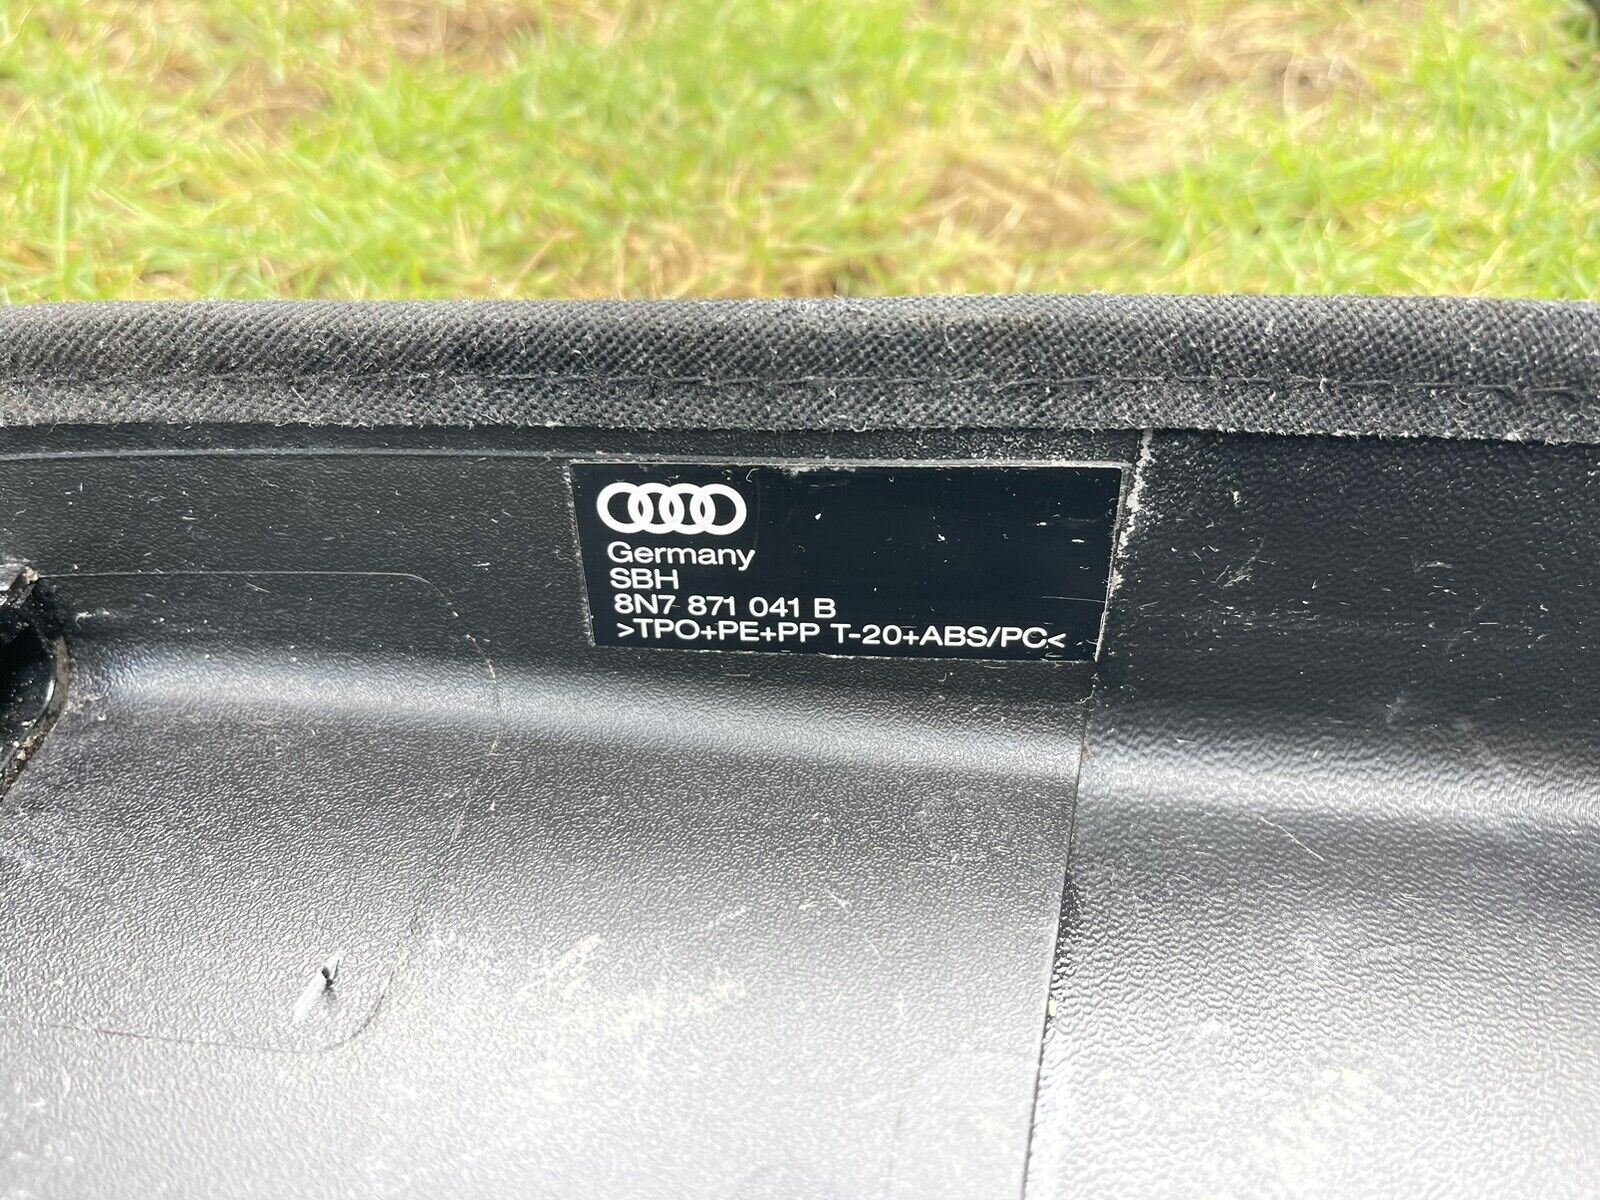 Germany
SBH
8N7 871 041 B
>TPO+PE+PP T-20+ABS/PC<